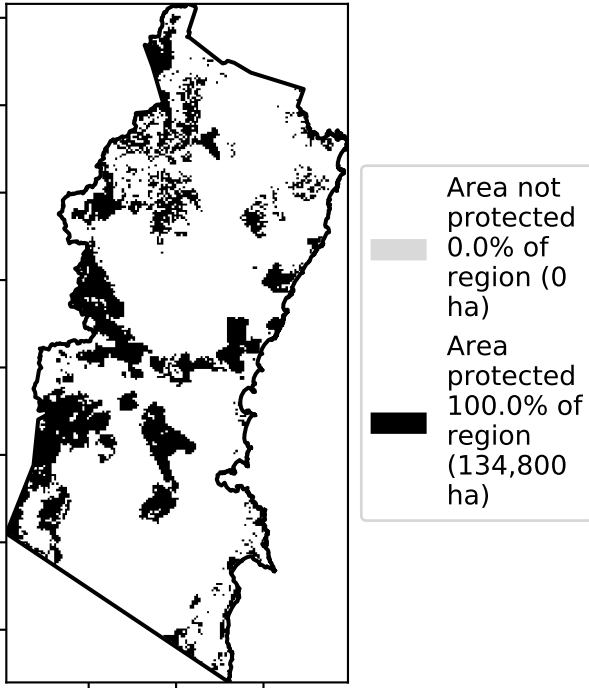 Area not
protected
0.0% of
region (0
ha)
Area
protected
100.0% of
region
(134,800
ha)